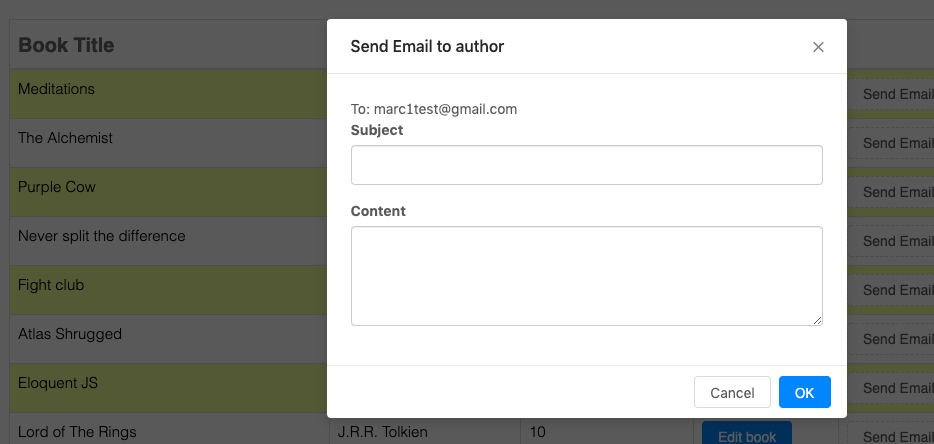 Book Title
Send Email to author
Meditations
Send Email
To: marc1test@gmail.com
Subject
The Alchemist
Send Email
Purple Cow
Send Email
Content
Never split the difference
Send Email
Fight club
Send Email
Atlas Shrugged
Send Email
Eloquent JS
Cancel
OK
Send Email
Lord of The Rings
J.R.R. Tolkien
10
Edit book
Send Email